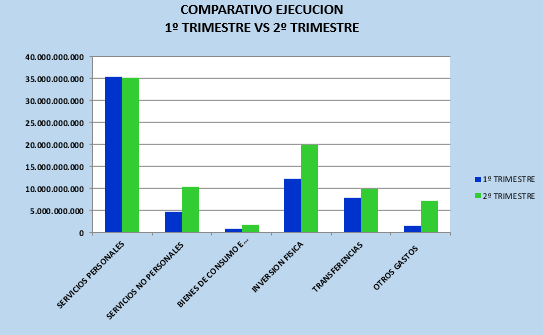 COMPARATIVO EJECUCION
1º TRIMESTRE VS 2º TRIMESTRE
40.000.000.000
35.000.000.000
30.000.000.000
25.000.000.000
20.000.000.000
15.000.000.000
10.000.000.000
5.000.000.000
0
1º TRIMESTRE
2º TRIMESTRE
SERVICIOS PERSONALES
SERVICIOS NO PERSONALES
BIENES DE CONSUMO E...
INVERSION FISICA
TRANSFERENCIAS
OTROS GASTOS